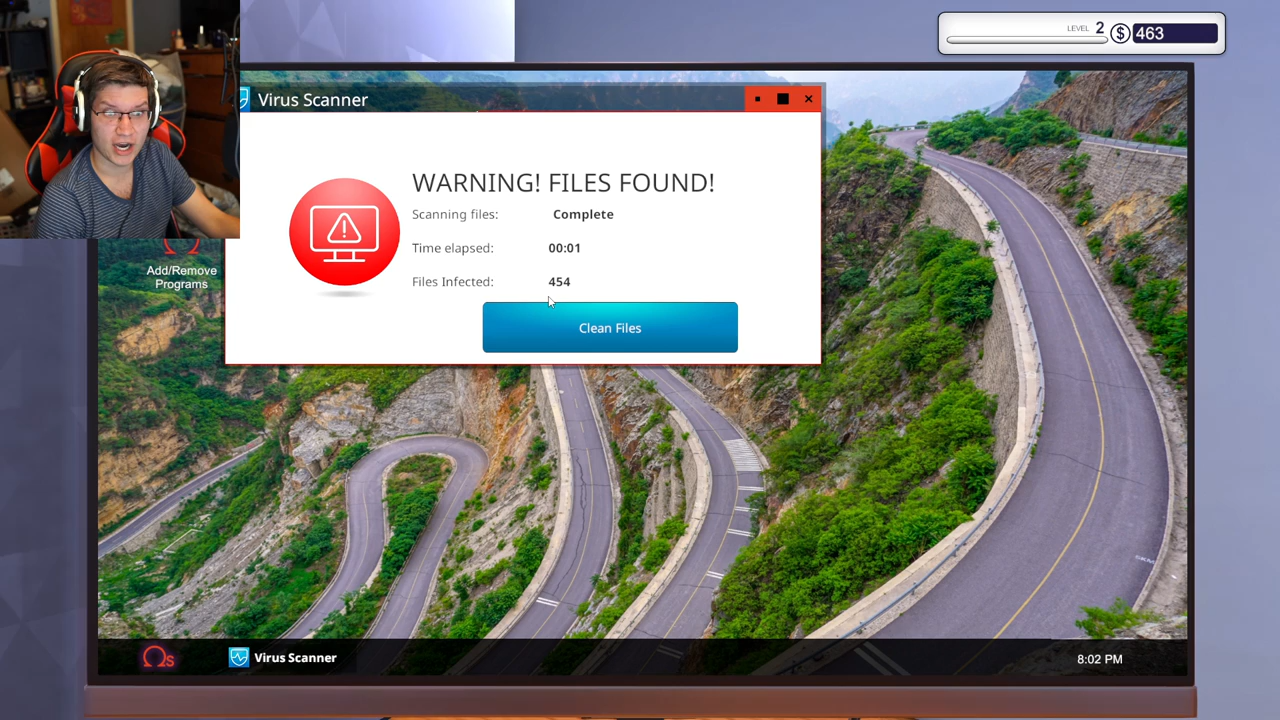 LEVEL 2 $ 463
Virus Scanner
WARNING! FILES FOUND!
Scanning files: Complete
Time elapsed: 00:01
Files Infected: 454
Clean Files
Add/Remove
Programs
Ωs Virus Scanner 8:02 PM